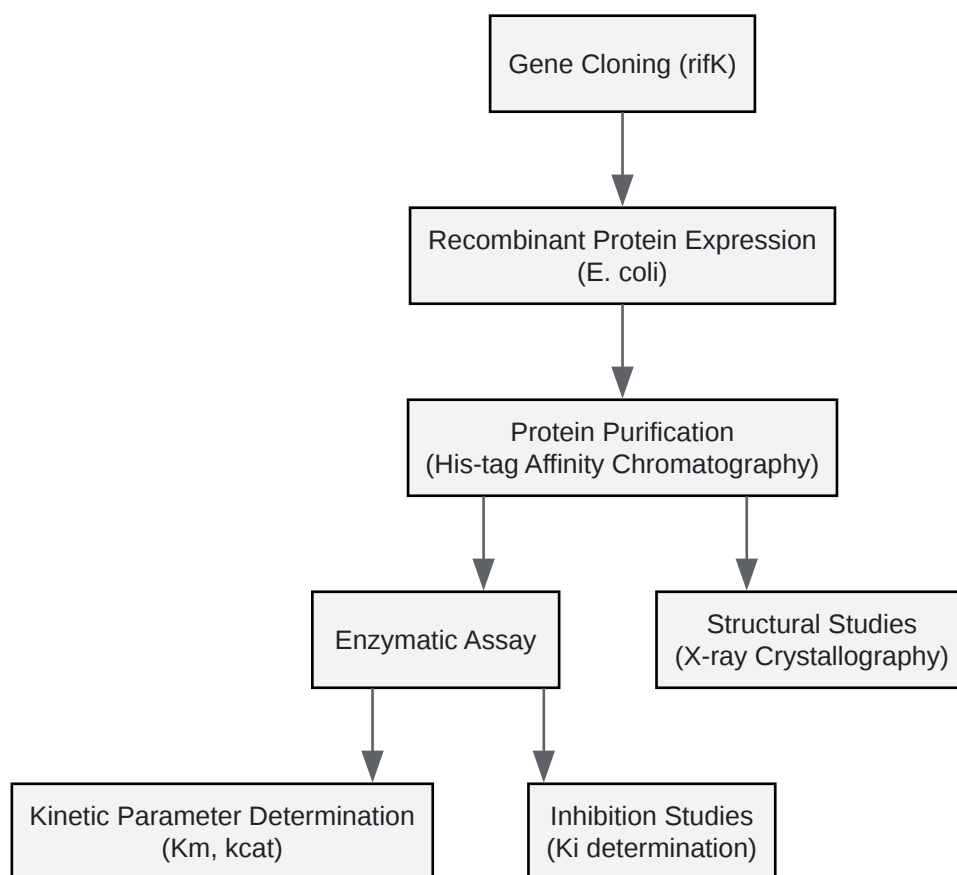 Gene Cloning (rifK)
Recombinant Protein Expression
(E. coli)
Protein Purification
(His-tag Affinity Chromatography)
Enzymatic Assay
Structural Studies
(X-ray Crystallography)
Kinetic Parameter Determination
(Km, kcat)
Inhibition Studies
(Ki determination)